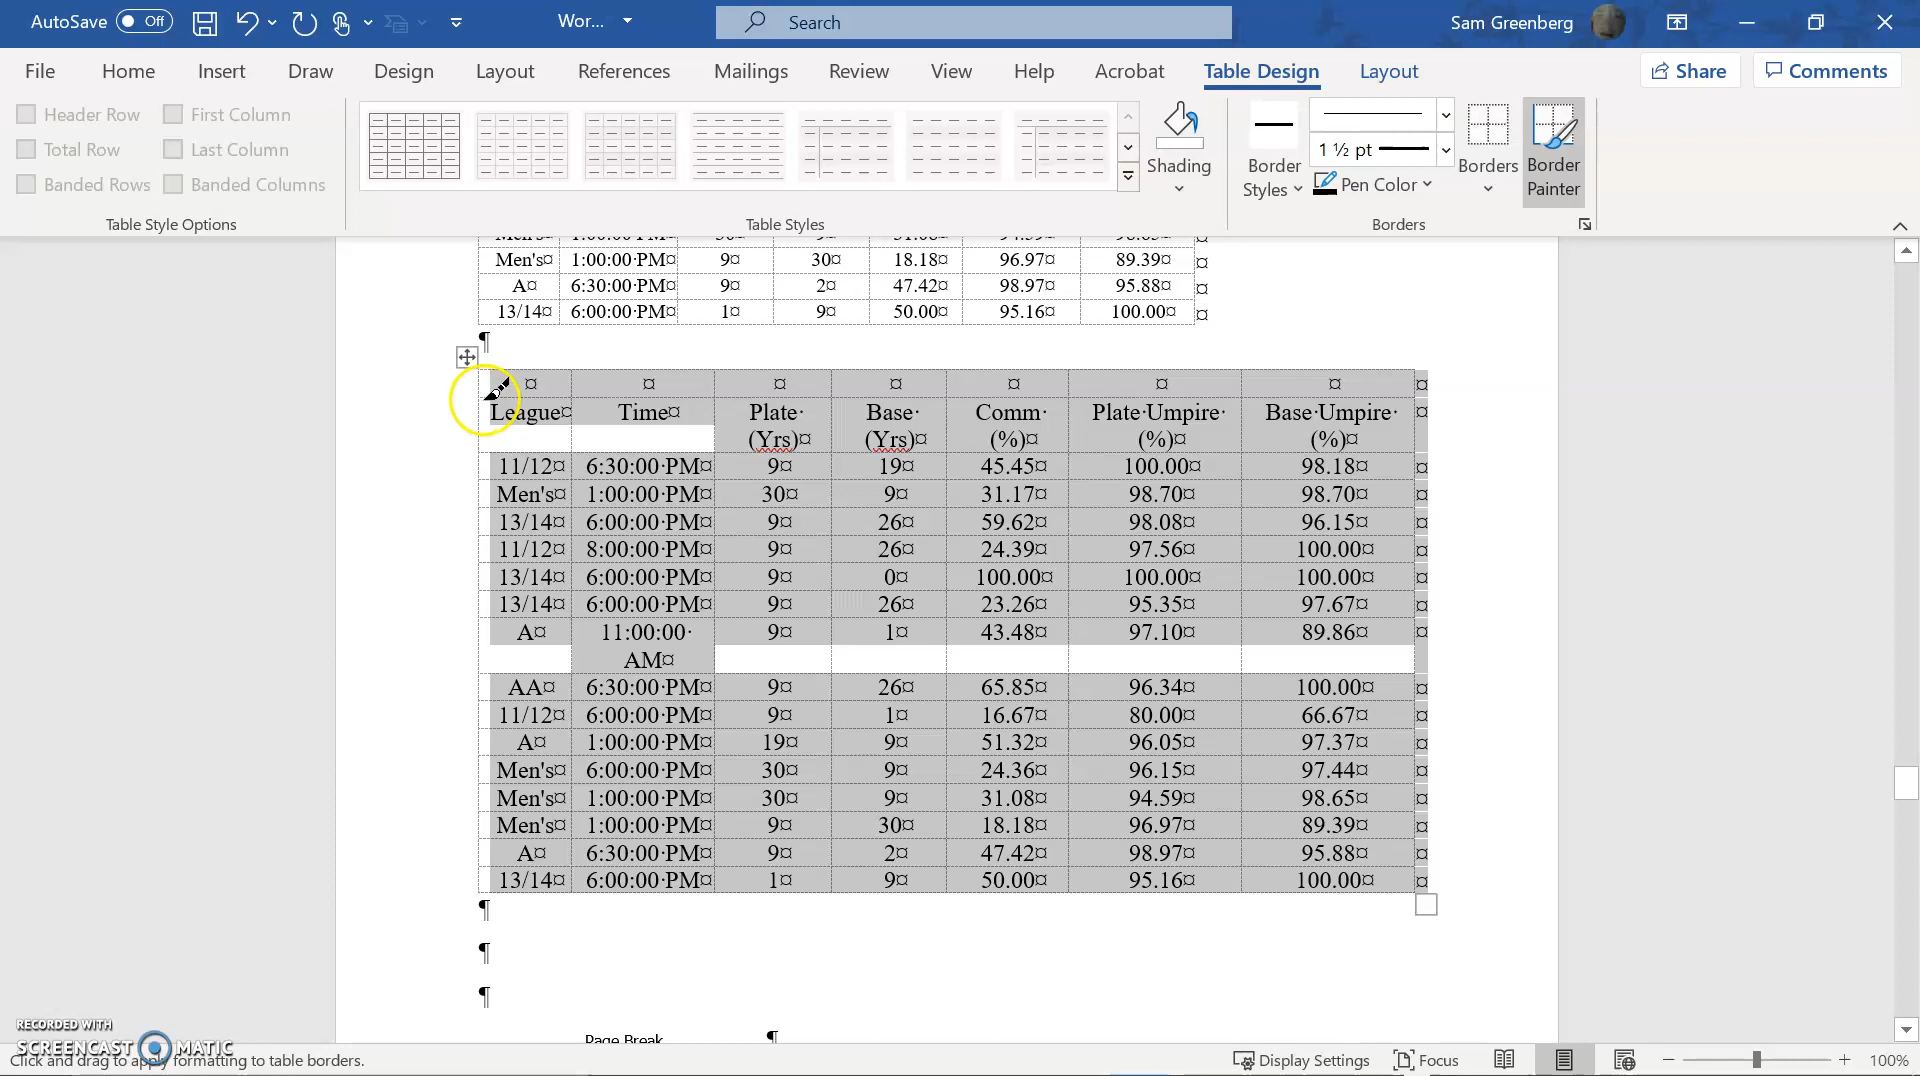 AutoSave Off Wor... Search Sam Greenberg
File Home Insert Draw Design Layout References Mailings Review View Help Acrobat Table Design Layout Share Comments
Header Row First Column
Total Row Last Column
Banded Rows Banded Columns
Table Style Options
Table Styles
Shading
Border Styles
1 ½ pt
Pen Color
Borders
Border Painter
Borders
Men's¤ 1:00:00·PM¤ 9¤ 30¤ 18.18¤ 96.97¤ 89.39¤ ¤
A¤ 6:30:00·PM¤ 9¤ 2¤ 47.42¤ 98.97¤ 95.88¤ ¤
13/14¤ 6:00:00·PM¤ 1¤ 9¤ 50.00¤ 95.16¤ 100.00¤ ¤
¶
¤ ¤ ¤ ¤ ¤ ¤ ¤ ¤
League¤ Time¤ Plate· Base· Comm· Plate·Umpire· Base·Umpire· ¤
(Yrs)¤ (Yrs)¤ (%)¤ (%)¤ (%)¤
11/12¤ 6:30:00·PM¤ 9¤ 19¤ 45.45¤ 100.00¤ 98.18¤ ¤
Men's¤ 1:00:00·PM¤ 30¤ 9¤ 31.17¤ 98.70¤ 98.70¤ ¤
13/14¤ 6:00:00·PM¤ 9¤ 26¤ 59.62¤ 98.08¤ 96.15¤ ¤
11/12¤ 8:00:00·PM¤ 9¤ 26¤ 24.39¤ 97.56¤ 100.00¤ ¤
13/14¤ 6:00:00·PM¤ 9¤ 0¤ 100.00¤ 100.00¤ 100.00¤ ¤
13/14¤ 6:00:00·PM¤ 9¤ 26¤ 23.26¤ 95.35¤ 97.67¤ ¤
A¤ 11:00:00· 9¤ 1¤ 43.48¤ 97.10¤ 89.86¤ ¤
AM¤
AA¤ 6:30:00·PM¤ 9¤ 26¤ 65.85¤ 96.34¤ 100.00¤ ¤
11/12¤ 6:00:00·PM¤ 9¤ 1¤ 16.67¤ 80.00¤ 66.67¤ ¤
A¤ 1:00:00·PM¤ 19¤ 9¤ 51.32¤ 96.05¤ 97.37¤ ¤
Men's¤ 6:00:00·PM¤ 30¤ 9¤ 24.36¤ 96.15¤ 97.44¤ ¤
Men's¤ 1:00:00·PM¤ 30¤ 9¤ 31.08¤ 94.59¤ 98.65¤ ¤
Men's¤ 1:00:00·PM¤ 9¤ 30¤ 18.18¤ 96.97¤ 89.39¤ ¤
A¤ 6:30:00·PM¤ 9¤ 2¤ 47.42¤ 98.97¤ 95.88¤ ¤
13/14¤ 6:00:00·PM¤ 1¤ 9¤ 50.00¤ 95.16¤ 100.00¤ ¤
¶
¶
¶
Page Break ¶
RECORDED WITH
SCREENCAST MATIC
Click and drag to apply formatting to table borders. Display Settings Focus 100%